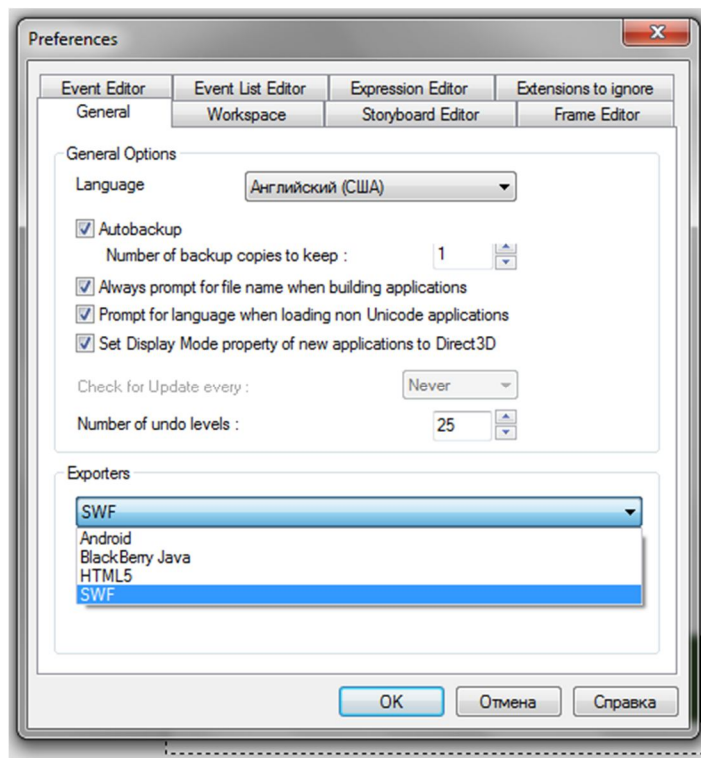 Preferences
Event Editor Event List Editor Expression Editor Extensions to ignore
General Workspace Storyboard Editor Frame Editor
General Options
Language Английский (США)
Autobackup
Number of backup copies to keep : 1
Always prompt for file name when building applications
Prompt for language when loading non Unicode applications
Set Display Mode property of new applications to Direct3D
Check for Update every : Never
Number of undo levels : 25
Exporters
SWF
Android
BlackBerry Java
HTML5
SWF
OK Отмена Справка